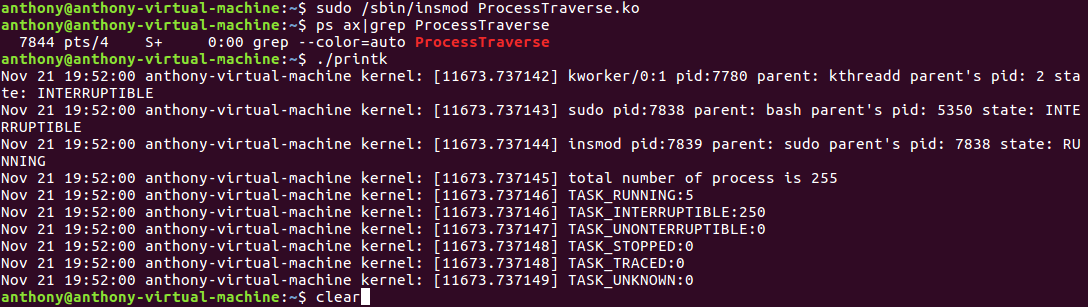 anthony@anthony-virtual-machine:~$ sudo /sbin/insmod ProcessTraverse.ko
anthony@anthony-virtual-machine:~$ ps ax|grep ProcessTraverse
  7844 pts/4    S+     0:00 grep --color=auto ProcessTraverse
anthony@anthony-virtual-machine:~$ ./printk
Nov 21 19:52:00 anthony-virtual-machine kernel: [11673.737142] kworker/0:1 pid:7780 parent: kthreadd parent's pid: 2 sta
te: INTERRUPTIBLE
Nov 21 19:52:00 anthony-virtual-machine kernel: [11673.737143] sudo pid:7838 parent: bash parent's pid: 5350 state: INTE
RRUPTIBLE
Nov 21 19:52:00 anthony-virtual-machine kernel: [11673.737144] insmod pid:7839 parent: sudo parent's pid: 7838 state: RU
NNING
Nov 21 19:52:00 anthony-virtual-machine kernel: [11673.737145] total number of process is 255
Nov 21 19:52:00 anthony-virtual-machine kernel: [11673.737146] TASK_RUNNING:5
Nov 21 19:52:00 anthony-virtual-machine kernel: [11673.737146] TASK_INTERRUPTIBLE:250
Nov 21 19:52:00 anthony-virtual-machine kernel: [11673.737147] TASK_UNONTERRUPTIBLE:0
Nov 21 19:52:00 anthony-virtual-machine kernel: [11673.737148] TASK_STOPPED:0
Nov 21 19:52:00 anthony-virtual-machine kernel: [11673.737148] TASK_TRACED:0
Nov 21 19:52:00 anthony-virtual-machine kernel: [11673.737149] TASK_UNKNOWN:0
anthony@anthony-virtual-machine:~$ clear